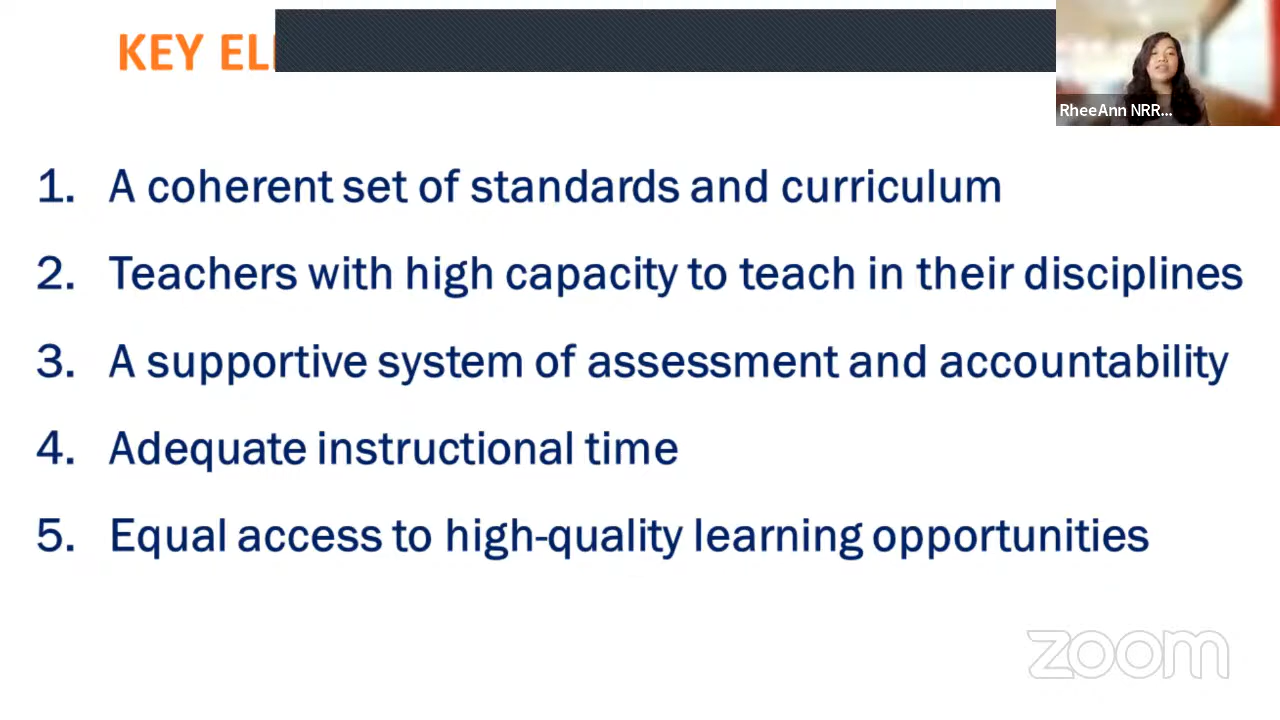 KEY
RheeAnn NRR...
1. A coherent set of standards and curriculum
2. Teachers with high capacity to teach in their disciplines
3. A supportive system of assessment and accountability
4. Adequate instructional time
5. Equal access to high-quality learning opportunities
zoom